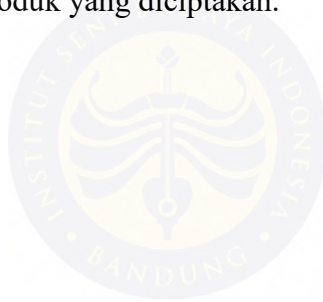 oduk yang diciptakan.
INSTITUT SENI BUDAYA INDONESIA
• BANDUNG •